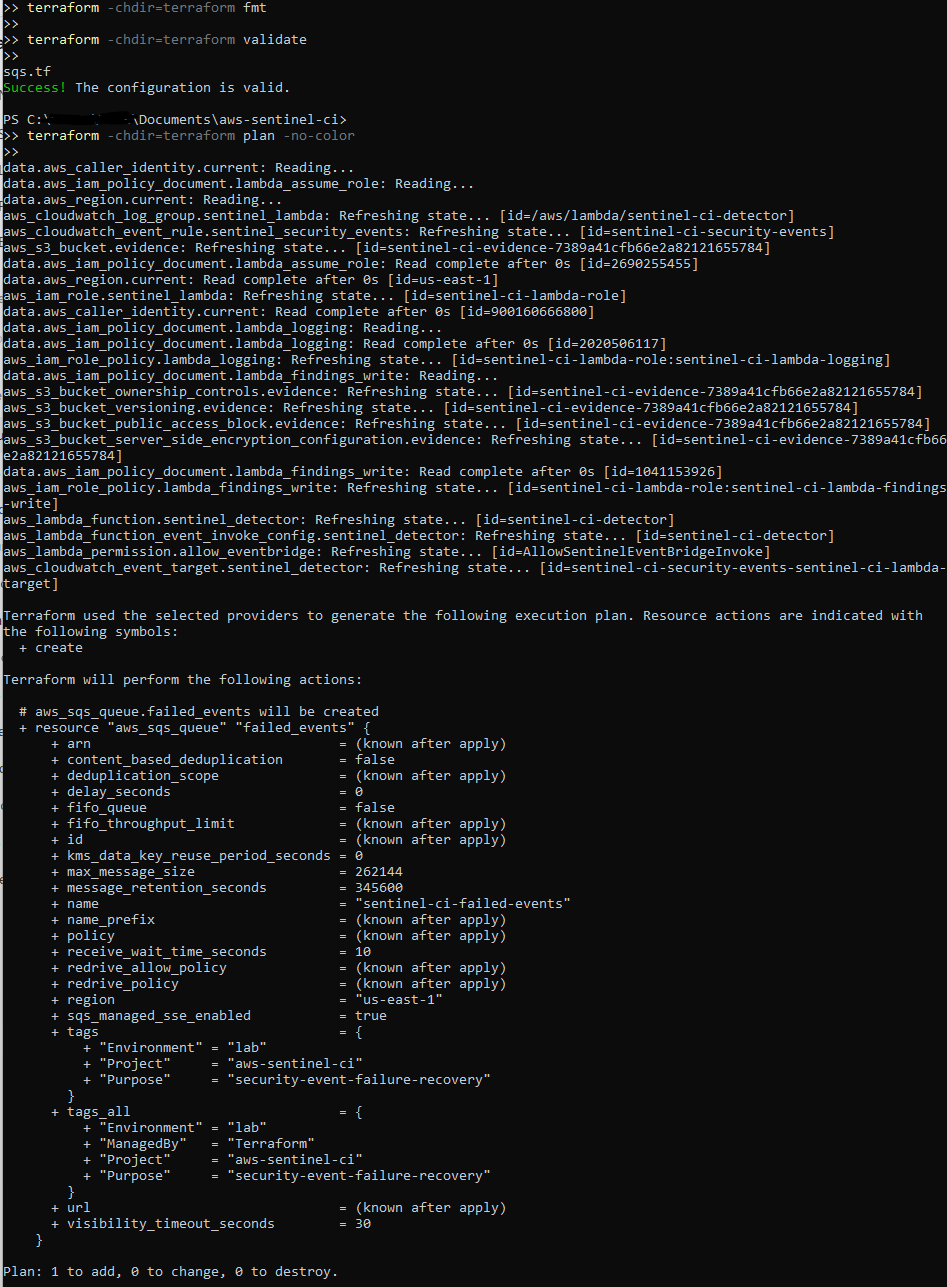 >> terraform -chdir=terraform fmt
>>
>> terraform -chdir=terraform validate
>>
sqs.tf
Success! The configuration is valid.
PS C:\ \Documents\aws-sentinel-ci>
>> terraform -chdir=terraform plan -no-color
>>
data.aws_caller_identity.current: Reading...
data.aws_iam_policy_document.lambda_assume_role: Reading...
data.aws_region.current: Reading...
aws_cloudwatch_log_group.sentinel_lambda: Refreshing state... [id=/aws/lambda/sentinel-ci-detector]
aws_cloudwatch_event_rule.sentinel_security_events: Refreshing state... [id=sentinel-ci-security-events]
aws_s3_bucket.evidence: Refreshing state... [id=sentinel-ci-evidence-7389a41cfb66e2a82121655784]
data.aws_iam_policy_document.lambda_assume_role: Read complete after 0s [id=2690255455]
data.aws_region.current: Read complete after 0s [id=us-east-1]
aws_iam_role.sentinel_lambda: Refreshing state... [id=sentinel-ci-lambda-role]
data.aws_caller_identity.current: Read complete after 0s [id=900160666800]
data.aws_iam_policy_document.lambda_logging: Reading...
data.aws_iam_policy_document.lambda_logging: Read complete after 0s [id=2020506117]
aws_iam_role_policy.lambda_logging: Refreshing state... [id=sentinel-ci-lambda-role:sentinel-ci-lambda-logging]
data.aws_iam_policy_document.lambda_findings_write: Reading...
aws_s3_bucket_ownership_controls.evidence: Refreshing state... [id=sentinel-ci-evidence-7389a41cfb66e2a82121655784]
aws_s3_bucket_versioning.evidence: Refreshing state... [id=sentinel-ci-evidence-7389a41cfb66e2a82121655784]
aws_s3_bucket_public_access_block.evidence: Refreshing state... [id=sentinel-ci-evidence-7389a41cfb66e2a82121655784]
aws_s3_bucket_server_side_encryption_configuration.evidence: Refreshing state... [id=sentinel-ci-evidence-7389a41cfb66
e2a82121655784]
data.aws_iam_policy_document.lambda_findings_write: Read complete after 0s [id=1041153926]
aws_iam_role_policy.lambda_findings_write: Refreshing state... [id=sentinel-ci-lambda-role:sentinel-ci-lambda-findings
-write]
aws_lambda_function.sentinel_detector: Refreshing state... [id=sentinel-ci-detector]
aws_lambda_function_event_invoke_config.sentinel_detector: Refreshing state... [id=sentinel-ci-detector]
aws_lambda_permission.allow_eventbridge: Refreshing state... [id=AllowSentinelEventBridgeInvoke]
aws_cloudwatch_event_target.sentinel_detector: Refreshing state... [id=sentinel-ci-security-events-sentinel-ci-lambda-
target]
Terraform used the selected providers to generate the following execution plan. Resource actions are indicated with
the following symbols:
  + create
Terraform will perform the following actions:
  # aws_sqs_queue.failed_events will be created
  + resource "aws_sqs_queue" "failed_events" {
      + arn                               = (known after apply)
      + content_based_deduplication       = false
      + deduplication_scope               = (known after apply)
      + delay_seconds                     = 0
      + fifo_queue                        = false
      + fifo_throughput_limit             = (known after apply)
      + id                                = (known after apply)
      + kms_data_key_reuse_period_seconds = 0
      + max_message_size                  = 262144
      + message_retention_seconds         = 345600
      + name                              = "sentinel-ci-failed-events"
      + name_prefix                       = (known after apply)
      + policy                            = (known after apply)
      + receive_wait_time_seconds         = 10
      + redrive_allow_policy              = (known after apply)
      + redrive_policy                    = (known after apply)
      + region                            = "us-east-1"
      + sqs_managed_sse_enabled           = true
      + tags                              = {
          + "Environment" = "lab"
          + "Project"     = "aws-sentinel-ci"
          + "Purpose"     = "security-event-failure-recovery"
        }
      + tags_all                          = {
          + "Environment" = "lab"
          + "ManagedBy"   = "Terraform"
          + "Project"     = "aws-sentinel-ci"
          + "Purpose"     = "security-event-failure-recovery"
        }
      + url                               = (known after apply)
      + visibility_timeout_seconds        = 30
    }
Plan: 1 to add, 0 to change, 0 to destroy.